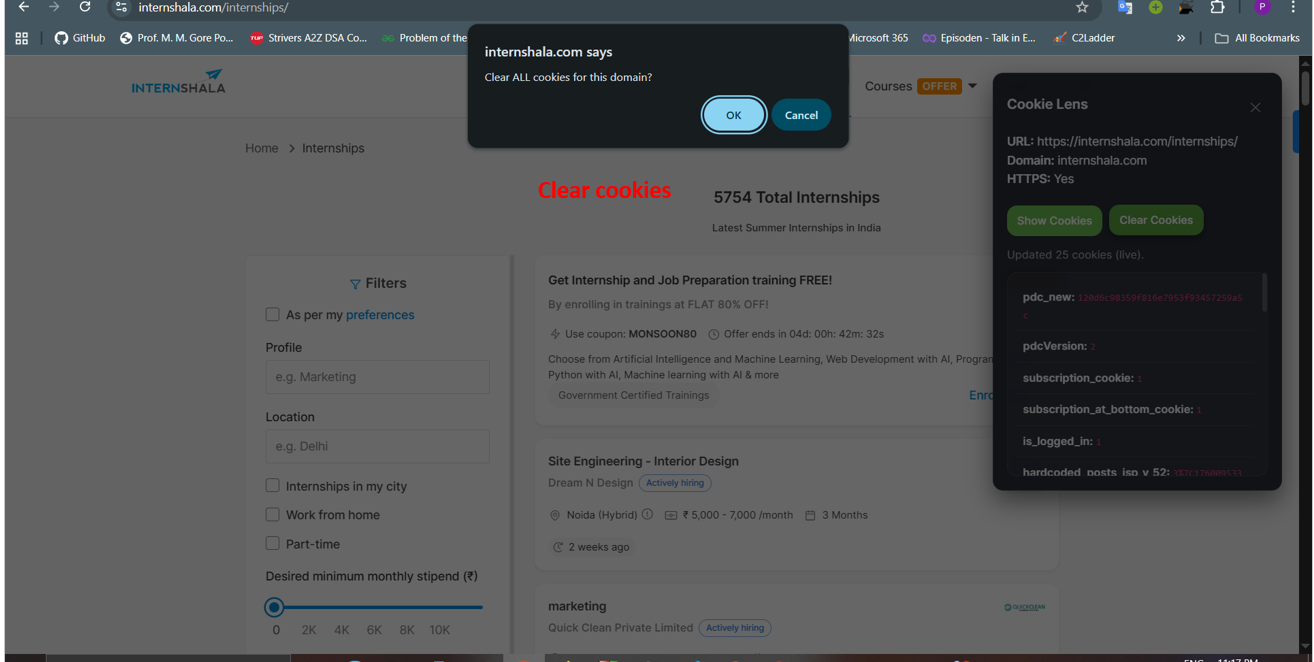 internshala.com/internships/
P
GitHub
Prof. M. M. Gore Po...
TUF
Strivers A2Z DSA Co...
Problem of the
Microsoft 365
Episoden - Talk in E...
C2Ladder
»
All Bookmarks
internshala.com says
Clear ALL cookies for this domain?
OK
Cancel
INTERNSHALA
Courses OFFER
Home > Internships
Clear cookies
5754 Total Internships
Latest Summer Internships in India
Filters
As per my preferences
Profile
e.g. Marketing
Location
e.g. Delhi
Internships in my city
Work from home
Part-time
Desired minimum monthly stipend (₹)
0 2K 4K 6K 8K 10K
Get Internship and Job Preparation training FREE!
By enrolling in trainings at FLAT 80% OFF!
Use coupon: MONSOON80 Offer ends in 04d: 00h: 42m: 32s
Choose from Artificial Intelligence and Machine Learning, Web Development with AI, Program
Python with AI, Machine learning with AI & more
Government Certified Trainings
Enro
Site Engineering - Interior Design
Dream N Design Actively hiring
Noida (Hybrid) ₹ 5,000 - 7,000 /month 3 Months
2 weeks ago
marketing
QUICKCLEAN
Quick Clean Private Limited Actively hiring
Cookie Lens
URL: https://internshala.com/internships/
Domain: internshala.com
HTTPS: Yes
Show Cookies
Clear Cookies
Updated 25 cookies (live).
pdc_new: 120d6c98359f816e7953f93457259a5
c
pdcVersion: 2
subscription_cookie: 1
subscription_at_bottom_cookie: 1
is_logged_in: 1
hardcoded_posts_isp_v_52:
ENG 11:17 PM